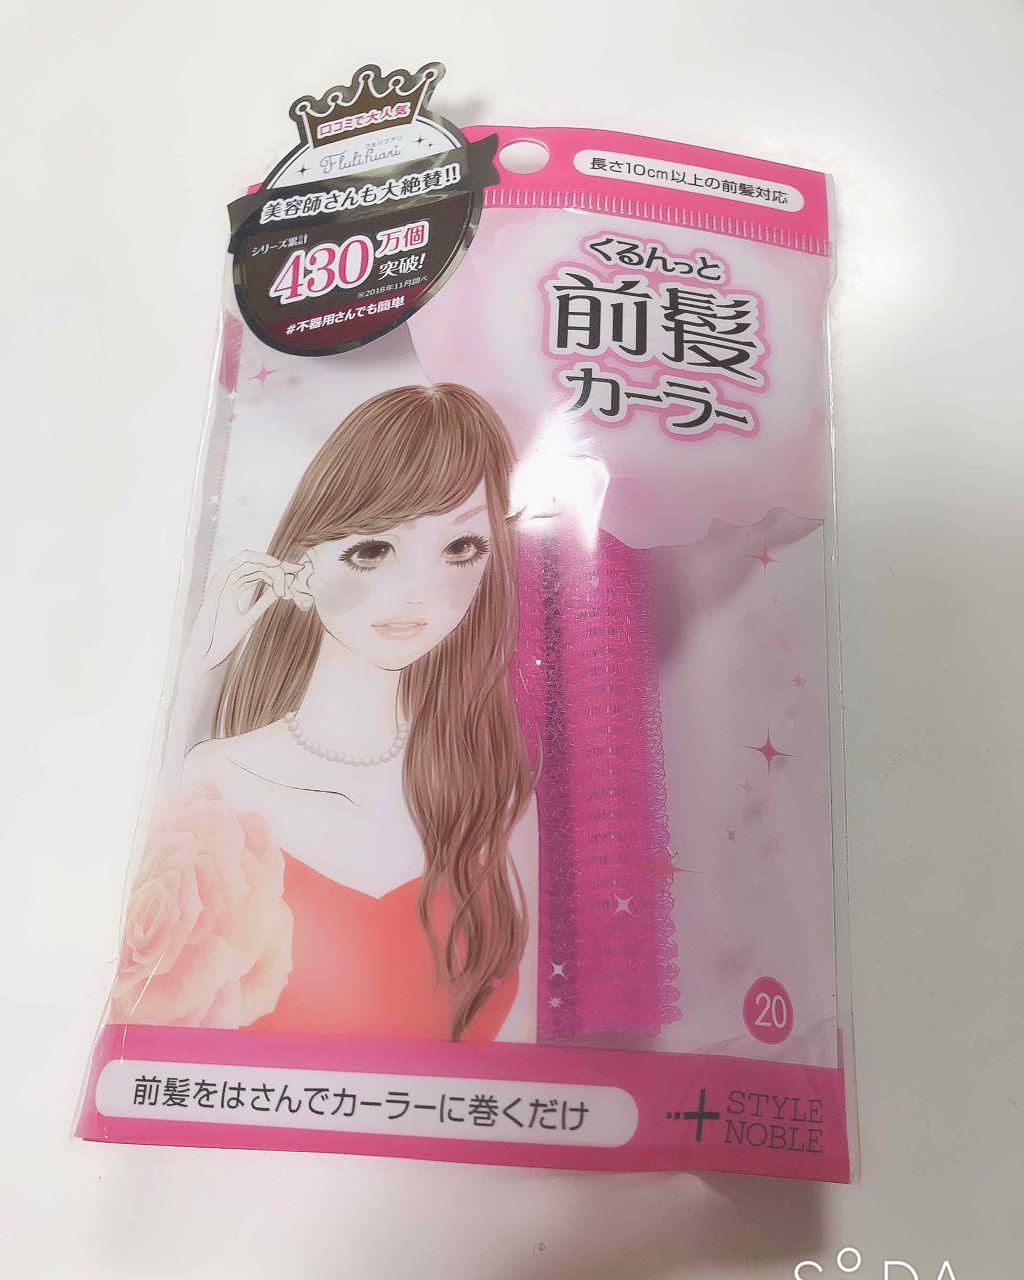 口コミで大人気
フルリフアリ
Flulifuari
美容師さんも大絶賛!!
シリーズ累計
430万個
突破!
※2018年11月調べ
#不器用さんでも簡単
長さ10cm以上の前髪対応
くるんっと
前髪
カーラー
20
前髪をはさんでカーラーに巻くだけ
STYLE
NOBLE